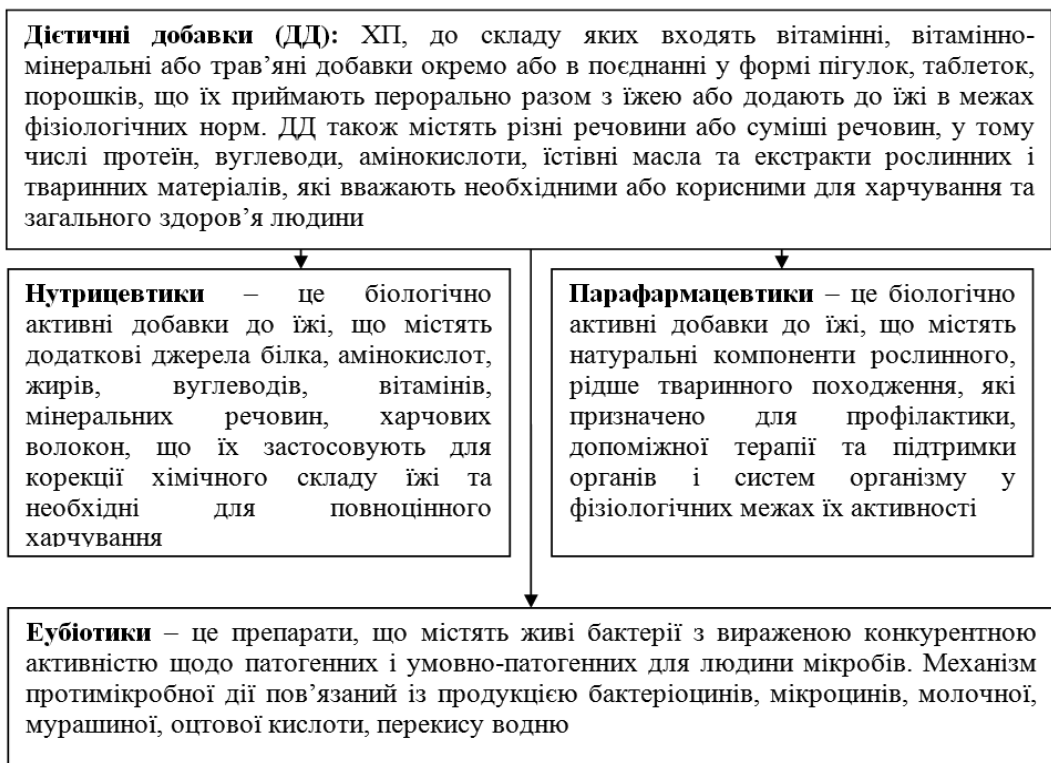 Дієтичні добавки (ДД): ХП, до складу яких входять вітамінні, вітамінно-
мінеральні або трав’яні добавки окремо або в поєднанні у формі пігулок, таблеток,
порошків, що їх приймають перорально разом з їжею або додають до їжі в межах
фізіологічних норм. ДД також містять різні речовини або суміші речовин, у тому
числі протеїн, вуглеводи, амінокислоти, їстівні масла та екстракти рослинних і
тваринних матеріалів, які вважають необхідними або корисними для харчування та
загального здоров’я людини
Нутрицевтики – це біологічно
активні добавки до їжі, що містять
додаткові джерела білка, амінокислот,
жирів, вуглеводів, вітамінів,
мінеральних речовин, харчових
волокон, що їх застосовують для
корекції хімічного складу їжі та
необхідні для повноцінного
харчування
Парафармацевтики – це біологічно
активні добавки до їжі, що містять
натуральні компоненти рослинного,
рідше тваринного походження, які
призначено для профілактики,
допоміжної терапії та підтримки
органів і систем організму у
фізіологічних межах їх активності
Еубіотики – це препарати, що містять живі бактерії з вираженою конкурентною
активністю щодо патогенних і умовно-патогенних для людини мікробів. Механізм
протимікробної дії пов’язаний із продукцією бактеріоцинів, мікроцинів, молочної,
мурашиної, оцтової кислоти, перекису водню